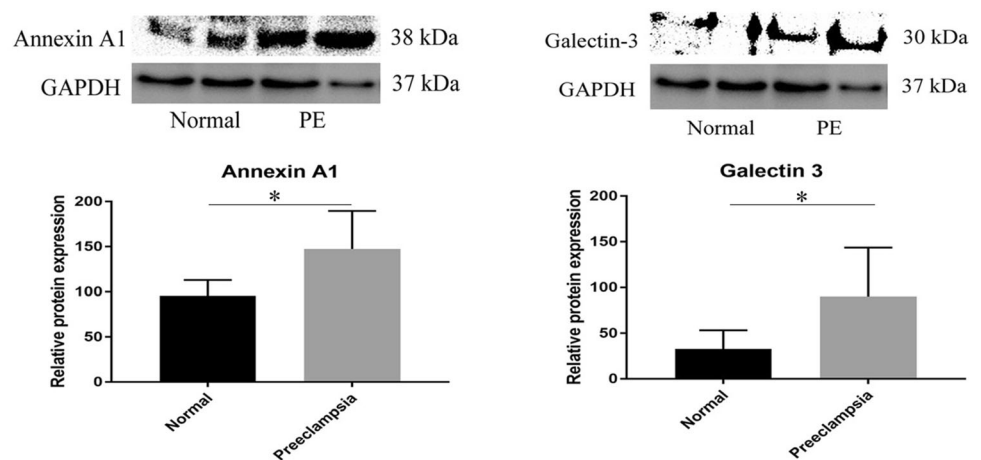 Annexin A1 38 kDa
GAPDH 37 kDa
Normal PE
Annexin A1
*
Relative protein expression
200
150
100
50
0
Normal
Preeclampsia
Galectin-3 30 kDa
GAPDH 37 kDa
Normal PE
Galectin 3
*
Relative protein expression
200
150
100
50
0
Normal
Preeclampsia